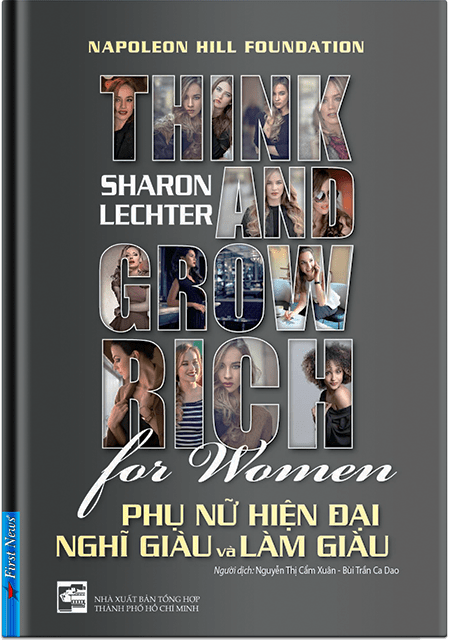 NAPOLEON HILL FOUNDATION
THINK
SHARON
LECHTER
AND
GROW
RICH
for Women
PHỤ NỮ HIỆN ĐẠI
NGHĨ GIÀU và LÀM GIÀU
Người dịch: Nguyễn Thị Cẩm Xuân - Bùi Trần Ca Dao
NHÀ XUẤT BẢN TỔNG HỢP
THÀNH PHỐ HỒ CHÍ MINH
First News®